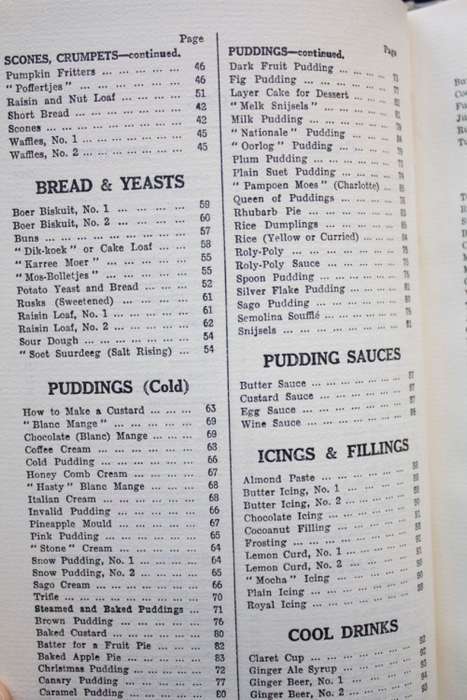 Page
SCONES, CRUMPETS—continued.
Pumpkin Fritters ... ... ... ... 46
"Poffertjes" ... ... ... ... ... 46
Raisin and Nut Loaf ... ... ... 51
Short Bread ... ... ... ... ... 42
Scones ... ... ... ... ... ... 42
Waffles, No. 1 ... ... ... ... 45
Waffles, No. 2 ... ... ... ... 45
BREAD & YEASTS
Boer Biskuit, No. 1 ... ... ... 59
Boer Biskuit, No. 2 ... ... ... 60
Buns ... ... ... ... ... ... 57
"Dik-koek" or Cake Loaf ... ... 58
"Karree Moer" ... ... ... ... 55
"Mos-Bolletjes" ... ... ... ... 55
Potato Yeast and Bread ... ... 52
Rusks (Sweetened) ... ... ... 61
Raisin Loaf, No. 1 ... ... ... 61
Raisin Loaf, No. 2 ... ... ... 62
Sour Dough ... ... ... ... ... 54
"Soet Suurdeeg (Salt Rising) ... 54
PUDDINGS (Cold)
How to Make a Custard ... ... ... 63
"Blanc Mange" ... ... ... ... 69
Chocolate (Blanc) Mange ... ... 69
Coffee Cream ... ... ... ... 68
Cold Pudding ... ... ... ... 66
Honey Comb Cream ... ... ... 67
"Hasty" Blanc Mange ... ... 68
Italian Cream ... ... ... ... 68
Invalid Pudding ... ... ... ... 66
Pineapple Mould ... ... ... ... 67
Pink Pudding ... ... ... ... 65
"Stone" Cream ... ... ... ... 64
Snow Pudding, No. 1 ... ... ... 64
Snow Pudding, No. 2 ... ... ... 65
Sago Cream ... ... ... ... ... 66
Trifle ... ... ... ... ... ... 70
Steamed and Baked Puddings ... 71
Brown Pudding ... ... ... ... 76
Baked Custard ... ... ... ... 80
Batter for a Fruit Pie ... ... ... 82
Baked Apple Pie ... ... ... ... 83
Christmas Pudding ... ... ... ... 72
Canary Pudding ... ... ... ... 77
Caramel Pudding ... ... ... ... 80
Page
PUDDINGS—continued.
Dark Fruit Pudding ... ... ...
Fig Pudding ... ... ... ...
Layer Cake for Dessert ... ... ...
"Melk Snijsels" ... ... ... ...
Milk Pudding ... ... ... ...
"Nationale" Pudding ... ... ...
"Oorlog" Pudding ... ... ...
Plum Pudding ... ... ... ...
Plain Suet Pudding ... ... ...
"Pampoen Moes" (Charlotte) ...
Queen of Puddings ... ... ...
Rhubarb Pie ... ... ... ...
Rice Dumplings ... ... ... ...
Rice (Yellow or Curried) ... ...
Roly-Poly ... ... ... ... ...
Roly-Poly Sauce ... ... ... ...
Spoon Pudding ... ... ... ...
Silver Flake Pudding ... ... ...
Sago Pudding ... ... ... ...
Semolina Soufflé ... ... ... ...
Snijsels ... ... ... ... ...
PUDDING SAUCES
Butter Sauce ... ... ... ... ... 87
Custard Sauce ... ... ... ... 87
Egg Sauce ... ... ... ... ... 87
Wine Sauce ... ... ... ... ...
ICINGS & FILLINGS
Almond Paste ... ... ... ...
Butter Icing, No. 1 ... ... ...
Butter Icing, No. 2 ... ... ...
Chocolate Icing ... ... ... ...
Cocoanut Filling ... ... ... ...
Frosting ... ... ... ... ...
Lemon Curd, No. 1 ... ... ...
Lemon Curd, No. 2 ... ... ...
"Mocha" Icing ... ... ... ...
Plain Icing ... ... ... ... ...
Royal Icing ... ... ... ... ...
COOL DRINKS
Claret Cup ... ... ... ... ...
Ginger Ale Syrup ... ... ... ...
Ginger Beer, No. 1 ... ... ...
Ginger Beer, No. 2 ... ... ...